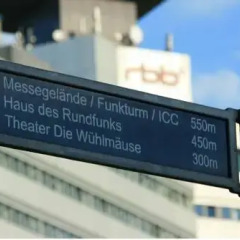 rbb
Messegelände / Funkturm / ICC 550m
Haus des Rundfunks 450m
Theater Die Wühlmäuse 300m